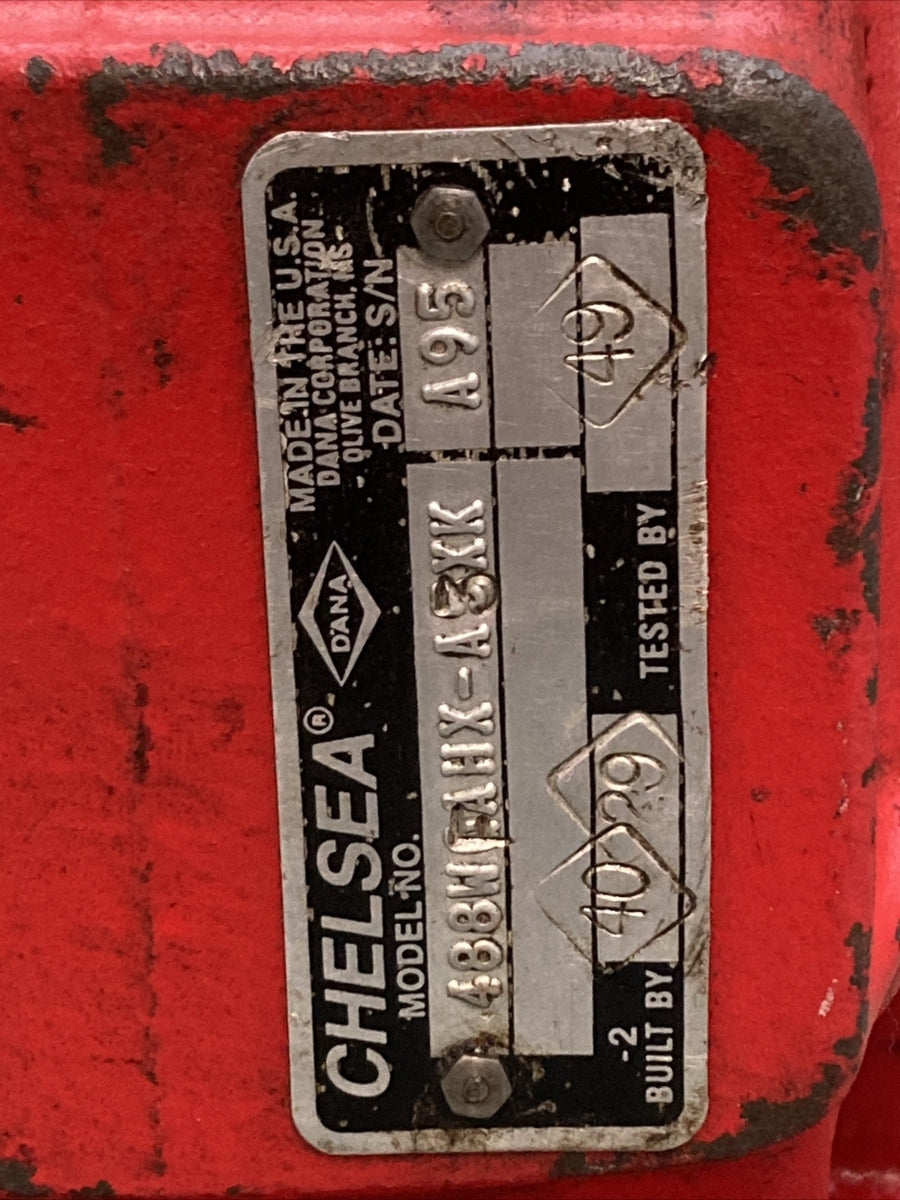 CHELSEA®
DANA
MADE IN THE U.S.A.
DANA CORPORATION
OLIVE BRANCH, MS
MODEL NO.
DATE: S/N
A95
-2
BUILT BY
40
29
TESTED BY
49